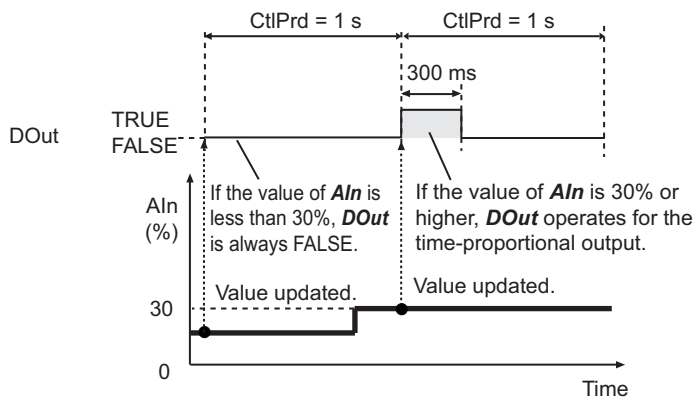 CtlPrd = 1 s
CtlPrd = 1 s
300 ms
DOut
TRUE
FALSE
If the value of AIn is
less than 30%, DOut
is always FALSE.
If the value of AIn is 30% or
higher, DOut operates for the
time-proportional output.
AIn
(%)
Value updated.
Value updated.
30
0
Time